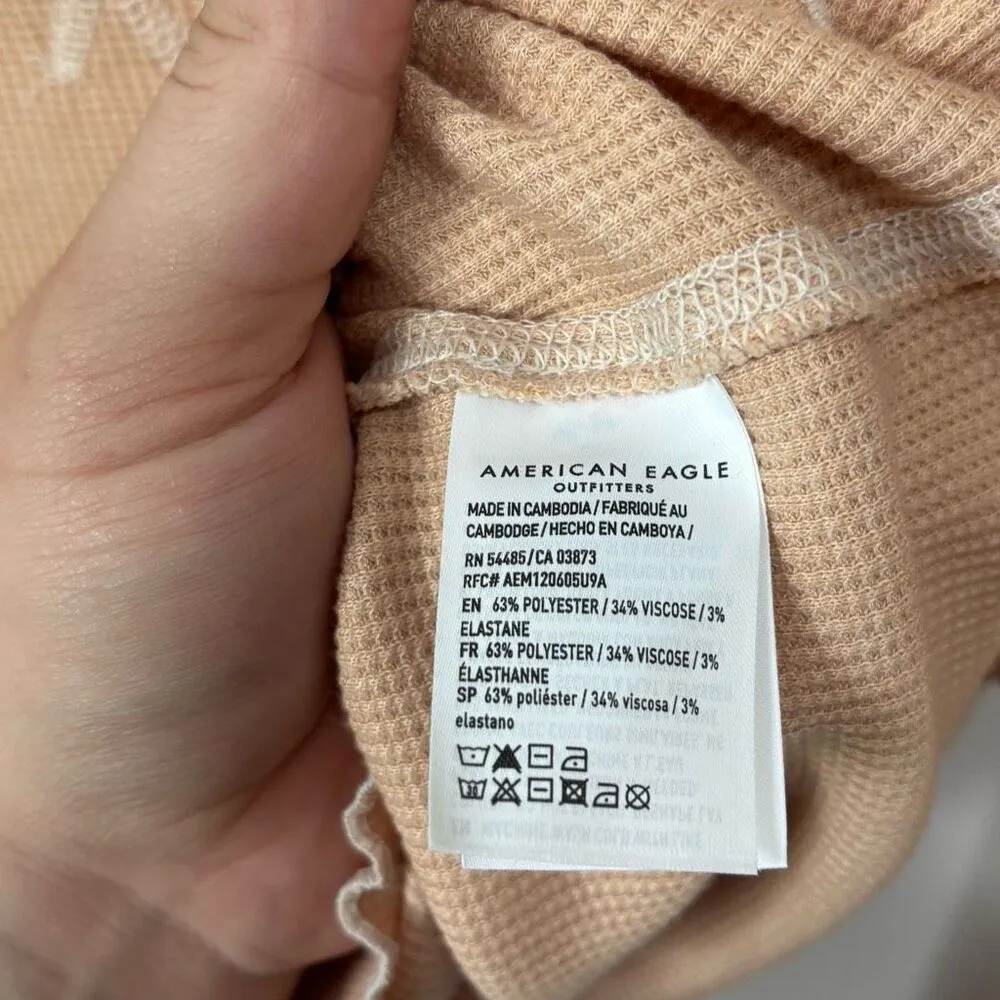 AMERICAN EAGLE
OUTFITTERS
MADE IN CAMBODIA / FABRIQUÉ AU
CAMBODGE / HECHO EN CAMBOYA /
RN 54485/CA 03873
RFC# AEM120605U9A
EN 63% POLYESTER / 34% VISCOSE / 3%
ELASTANE
FR 63% POLYESTER / 34% VISCOSE / 3%
ÉLASTHANNE
SP 63% poliéster / 34% viscosa / 3%
elastano
30